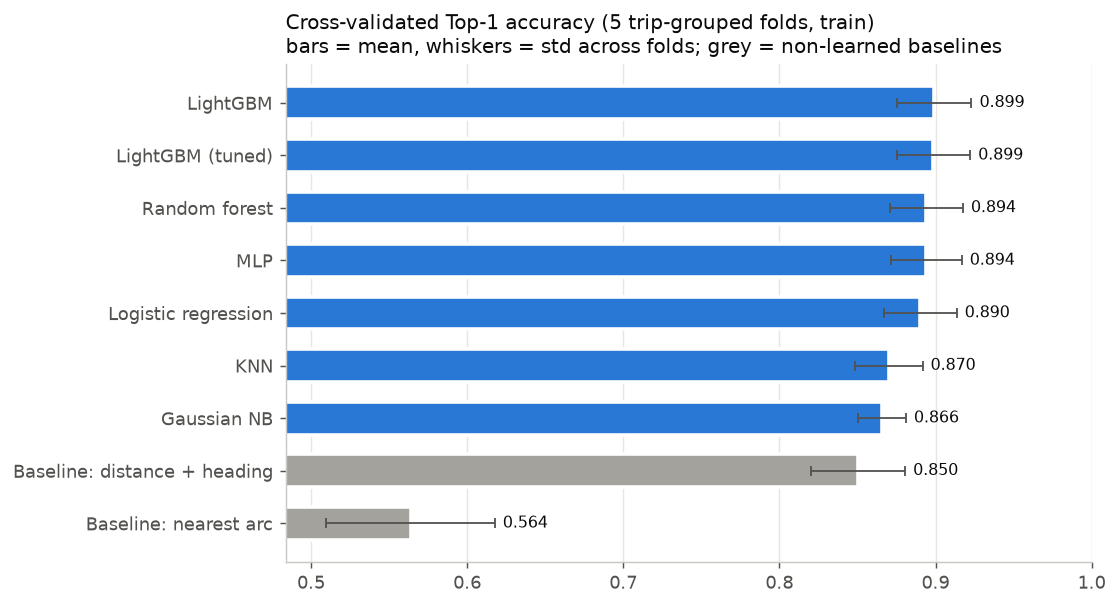 Cross-validated Top-1 accuracy (5 trip-grouped folds, train)
bars = mean, whiskers = std across folds; grey = non-learned baselines
LightGBM 0.899
LightGBM (tuned) 0.899
Random forest 0.894
MLP 0.894
Logistic regression 0.890
KNN 0.870
Gaussian NB 0.866
Baseline: distance + heading 0.850
Baseline: nearest arc 0.564
0.5 0.6 0.7 0.8 0.9 1.0